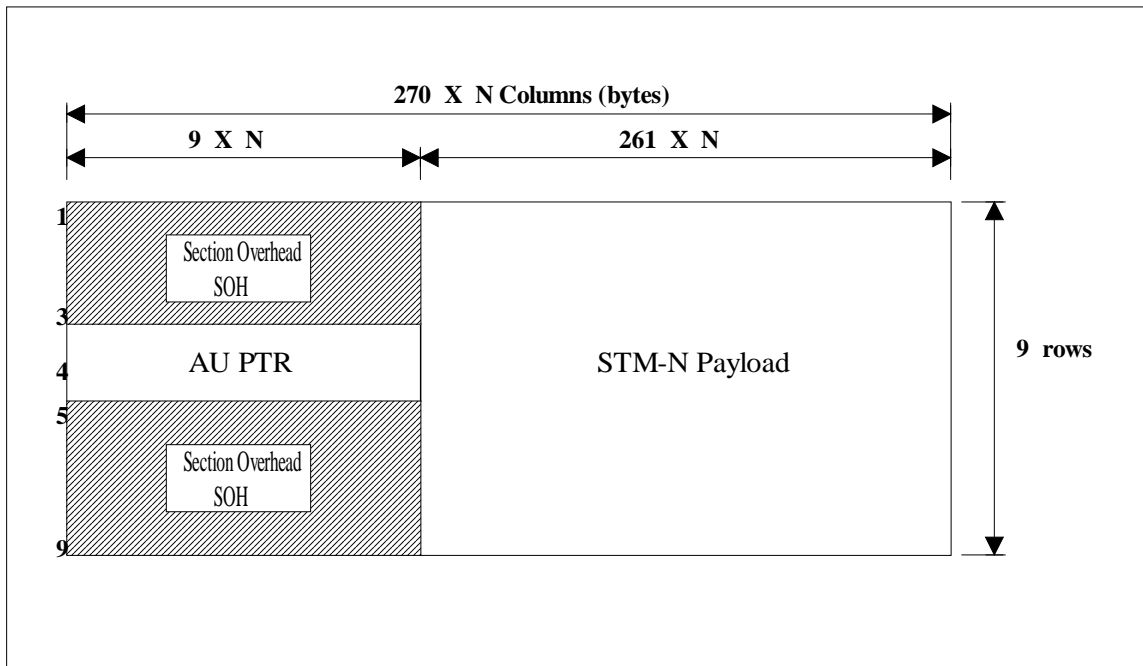 270 X N Columns (bytes)
9 X N
261 X N
1
Section Overhead
SOH
3
AU PTR
4
STM-N Payload
9 rows
5
Section Overhead
SOH
9